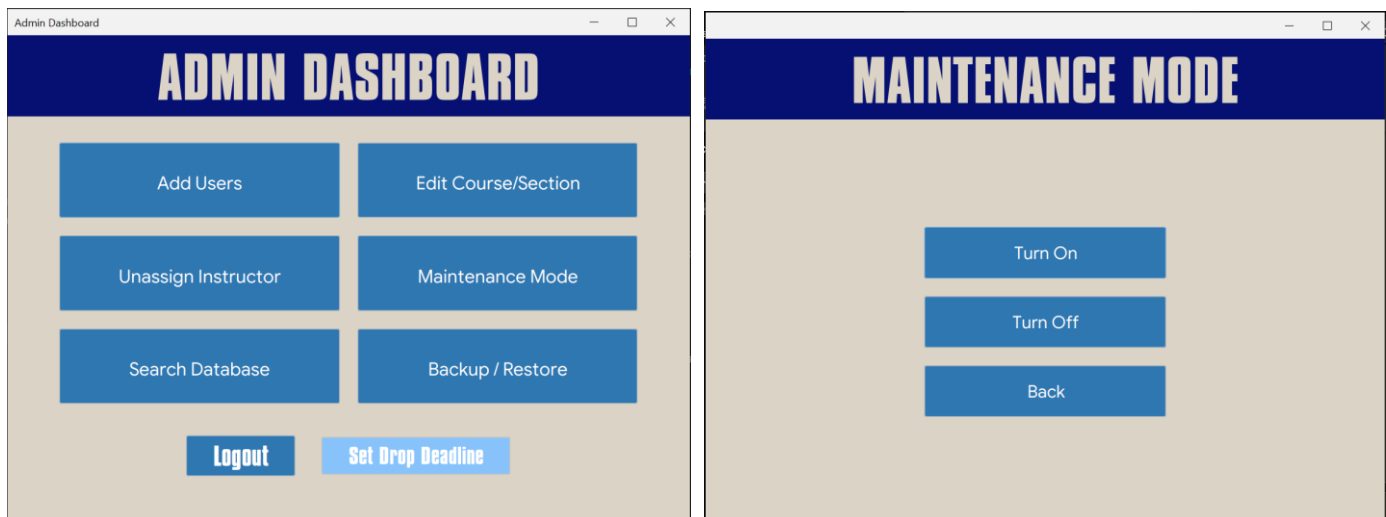 Admin Dashboard
ADMIN DASHBOARD
Add Users
Edit Course/Section
Unassign Instructor
Maintenance Mode
Search Database
Backup / Restore
Logout
Set Drop Deadline
MAINTENANCE MODE
Turn On
Turn Off
Back